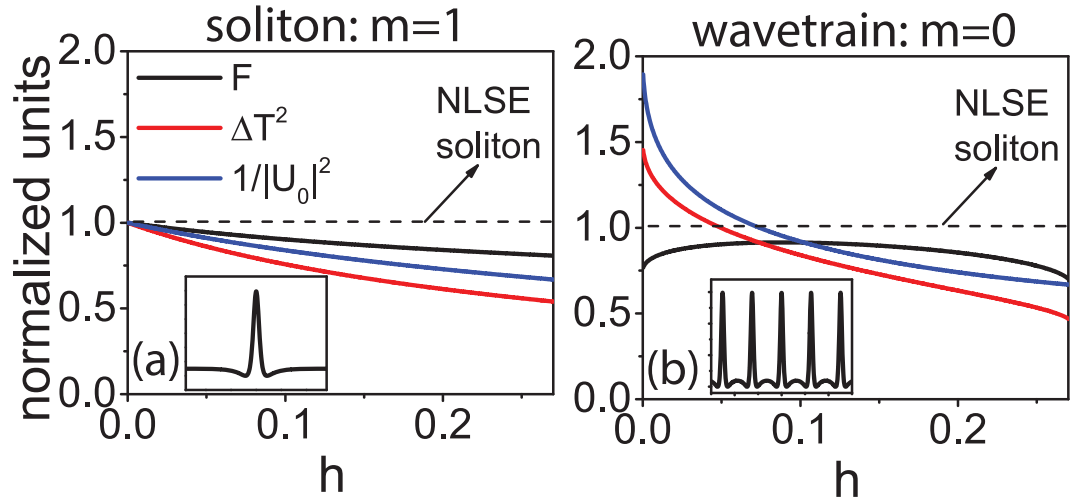 soliton: m=1
normalized units
2.0
1.5
1.0
0.5
0.0
F
ΔT²
1/|U₀|²
NLSE
soliton
(a)
0.0
0.1
0.2
h
wavetrain: m=0
2.0
1.5
1.0
0.5
0.0
NLSE
soliton
(b)
0.0
0.1
0.2
h